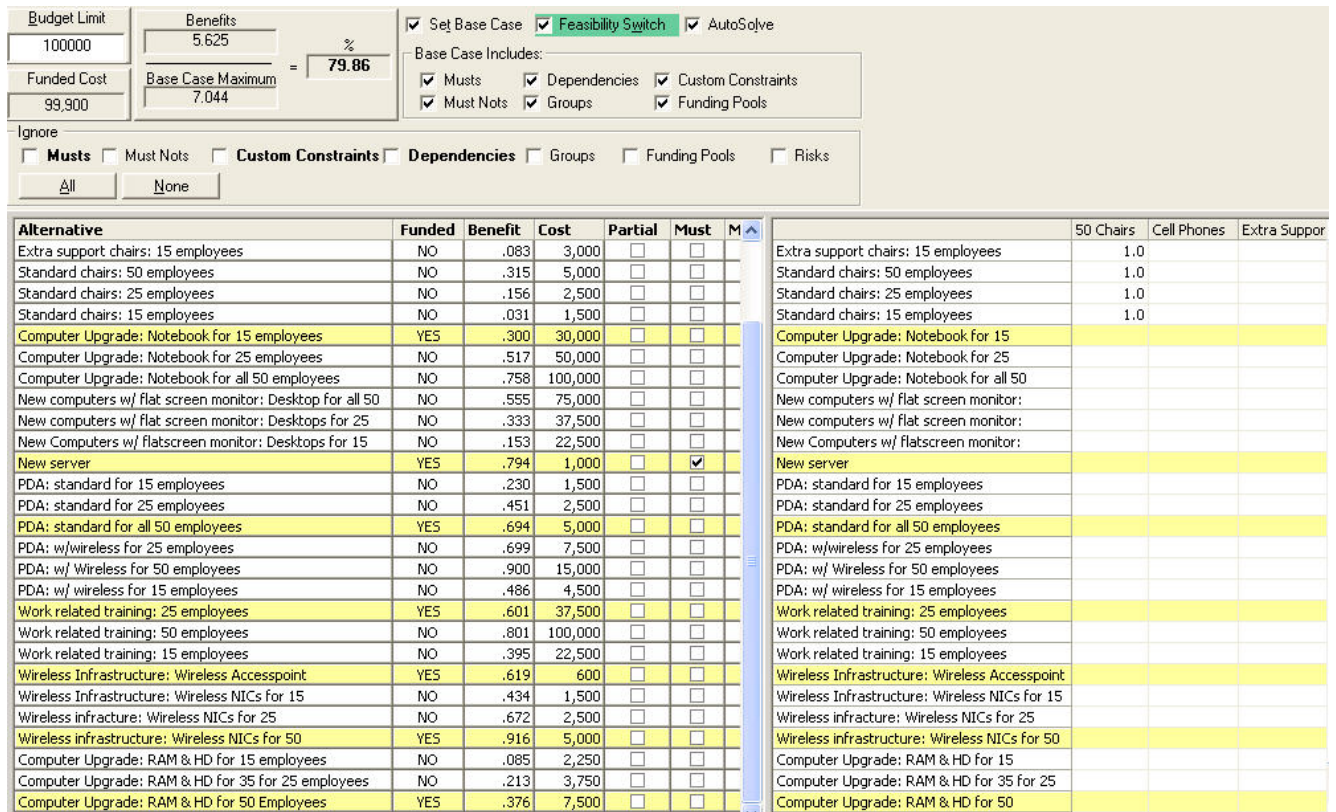 Budget Limit
100000
Funded Cost
99,900
Benefits
5.625
Base Case Maximum
7.044
=
%
79.86
Set Base Case Feasibility Switch AutoSolve
Base Case Includes:
Musts Dependencies Custom Constraints
Must Nots Groups Funding Pools
Ignore
Musts Must Nots Custom Constraints Dependencies Groups Funding Pools Risks
All None
Alternative Funded Benefit Cost Partial Must M
Extra support chairs: 15 employees NO .083 3,000
Standard chairs: 50 employees NO .315 5,000
Standard chairs: 25 employees NO .156 2,500
Standard chairs: 15 employees NO .031 1,500
Computer Upgrade: Notebook for 15 employees YES .300 30,000
Computer Upgrade: Notebook for 25 employees NO .517 50,000
Computer Upgrade: Notebook for all 50 employees NO .758 100,000
New computers w/ flat screen monitor: Desktop for all 50 NO .555 75,000
New computers w/ flat screen monitor: Desktops for 25 NO .333 37,500
New Computers w/ flatscreen monitor: Desktops for 15 NO .153 22,500
New server YES .794 1,000
PDA: standard for 15 employees NO .230 1,500
PDA: standard for 25 employees NO .451 2,500
PDA: standard for all 50 employees YES .694 5,000
PDA: w/wireless for 25 employees NO .699 7,500
PDA: w/ Wireless for 50 employees NO .900 15,000
PDA: w/ wireless for 15 employees NO .486 4,500
Work related training: 25 employees YES .601 37,500
Work related training: 50 employees NO .801 100,000
Work related training: 15 employees NO .395 22,500
Wireless Infrastructure: Wireless Accesspoint YES .619 600
Wireless Infrastructure: Wireless NICs for 15 NO .434 1,500
Wireless infracture: Wireless NICs for 25 NO .672 2,500
Wireless infrastructure: Wireless NICs for 50 YES .916 5,000
Computer Upgrade: RAM & HD for 15 employees NO .085 2,250
Computer Upgrade: RAM & HD for 35 for 25 employees NO .213 3,750
Computer Upgrade: RAM & HD for 50 Employees YES .376 7,500
50 Chairs Cell Phones Extra Suppor
Extra support chairs: 15 employees 1.0
Standard chairs: 50 employees 1.0
Standard chairs: 25 employees 1.0
Standard chairs: 15 employees 1.0
Computer Upgrade: Notebook for 15
Computer Upgrade: Notebook for 25
Computer Upgrade: Notebook for all 50
New computers w/ flat screen monitor:
New computers w/ flat screen monitor:
New Computers w/ flatscreen monitor:
New server
PDA: standard for 15 employees
PDA: standard for 25 employees
PDA: standard for all 50 employees
PDA: w/wireless for 25 employees
PDA: w/ Wireless for 50 employees
PDA: w/ wireless for 15 employees
Work related training: 25 employees
Work related training: 50 employees
Work related training: 15 employees
Wireless Infrastructure: Wireless Accesspoint
Wireless Infrastructure: Wireless NICs for 15
Wireless infracture: Wireless NICs for 25
Wireless infrastructure: Wireless NICs for 50
Computer Upgrade: RAM & HD for 15
Computer Upgrade: RAM & HD for 35 for 25
Computer Upgrade: RAM & HD for 50